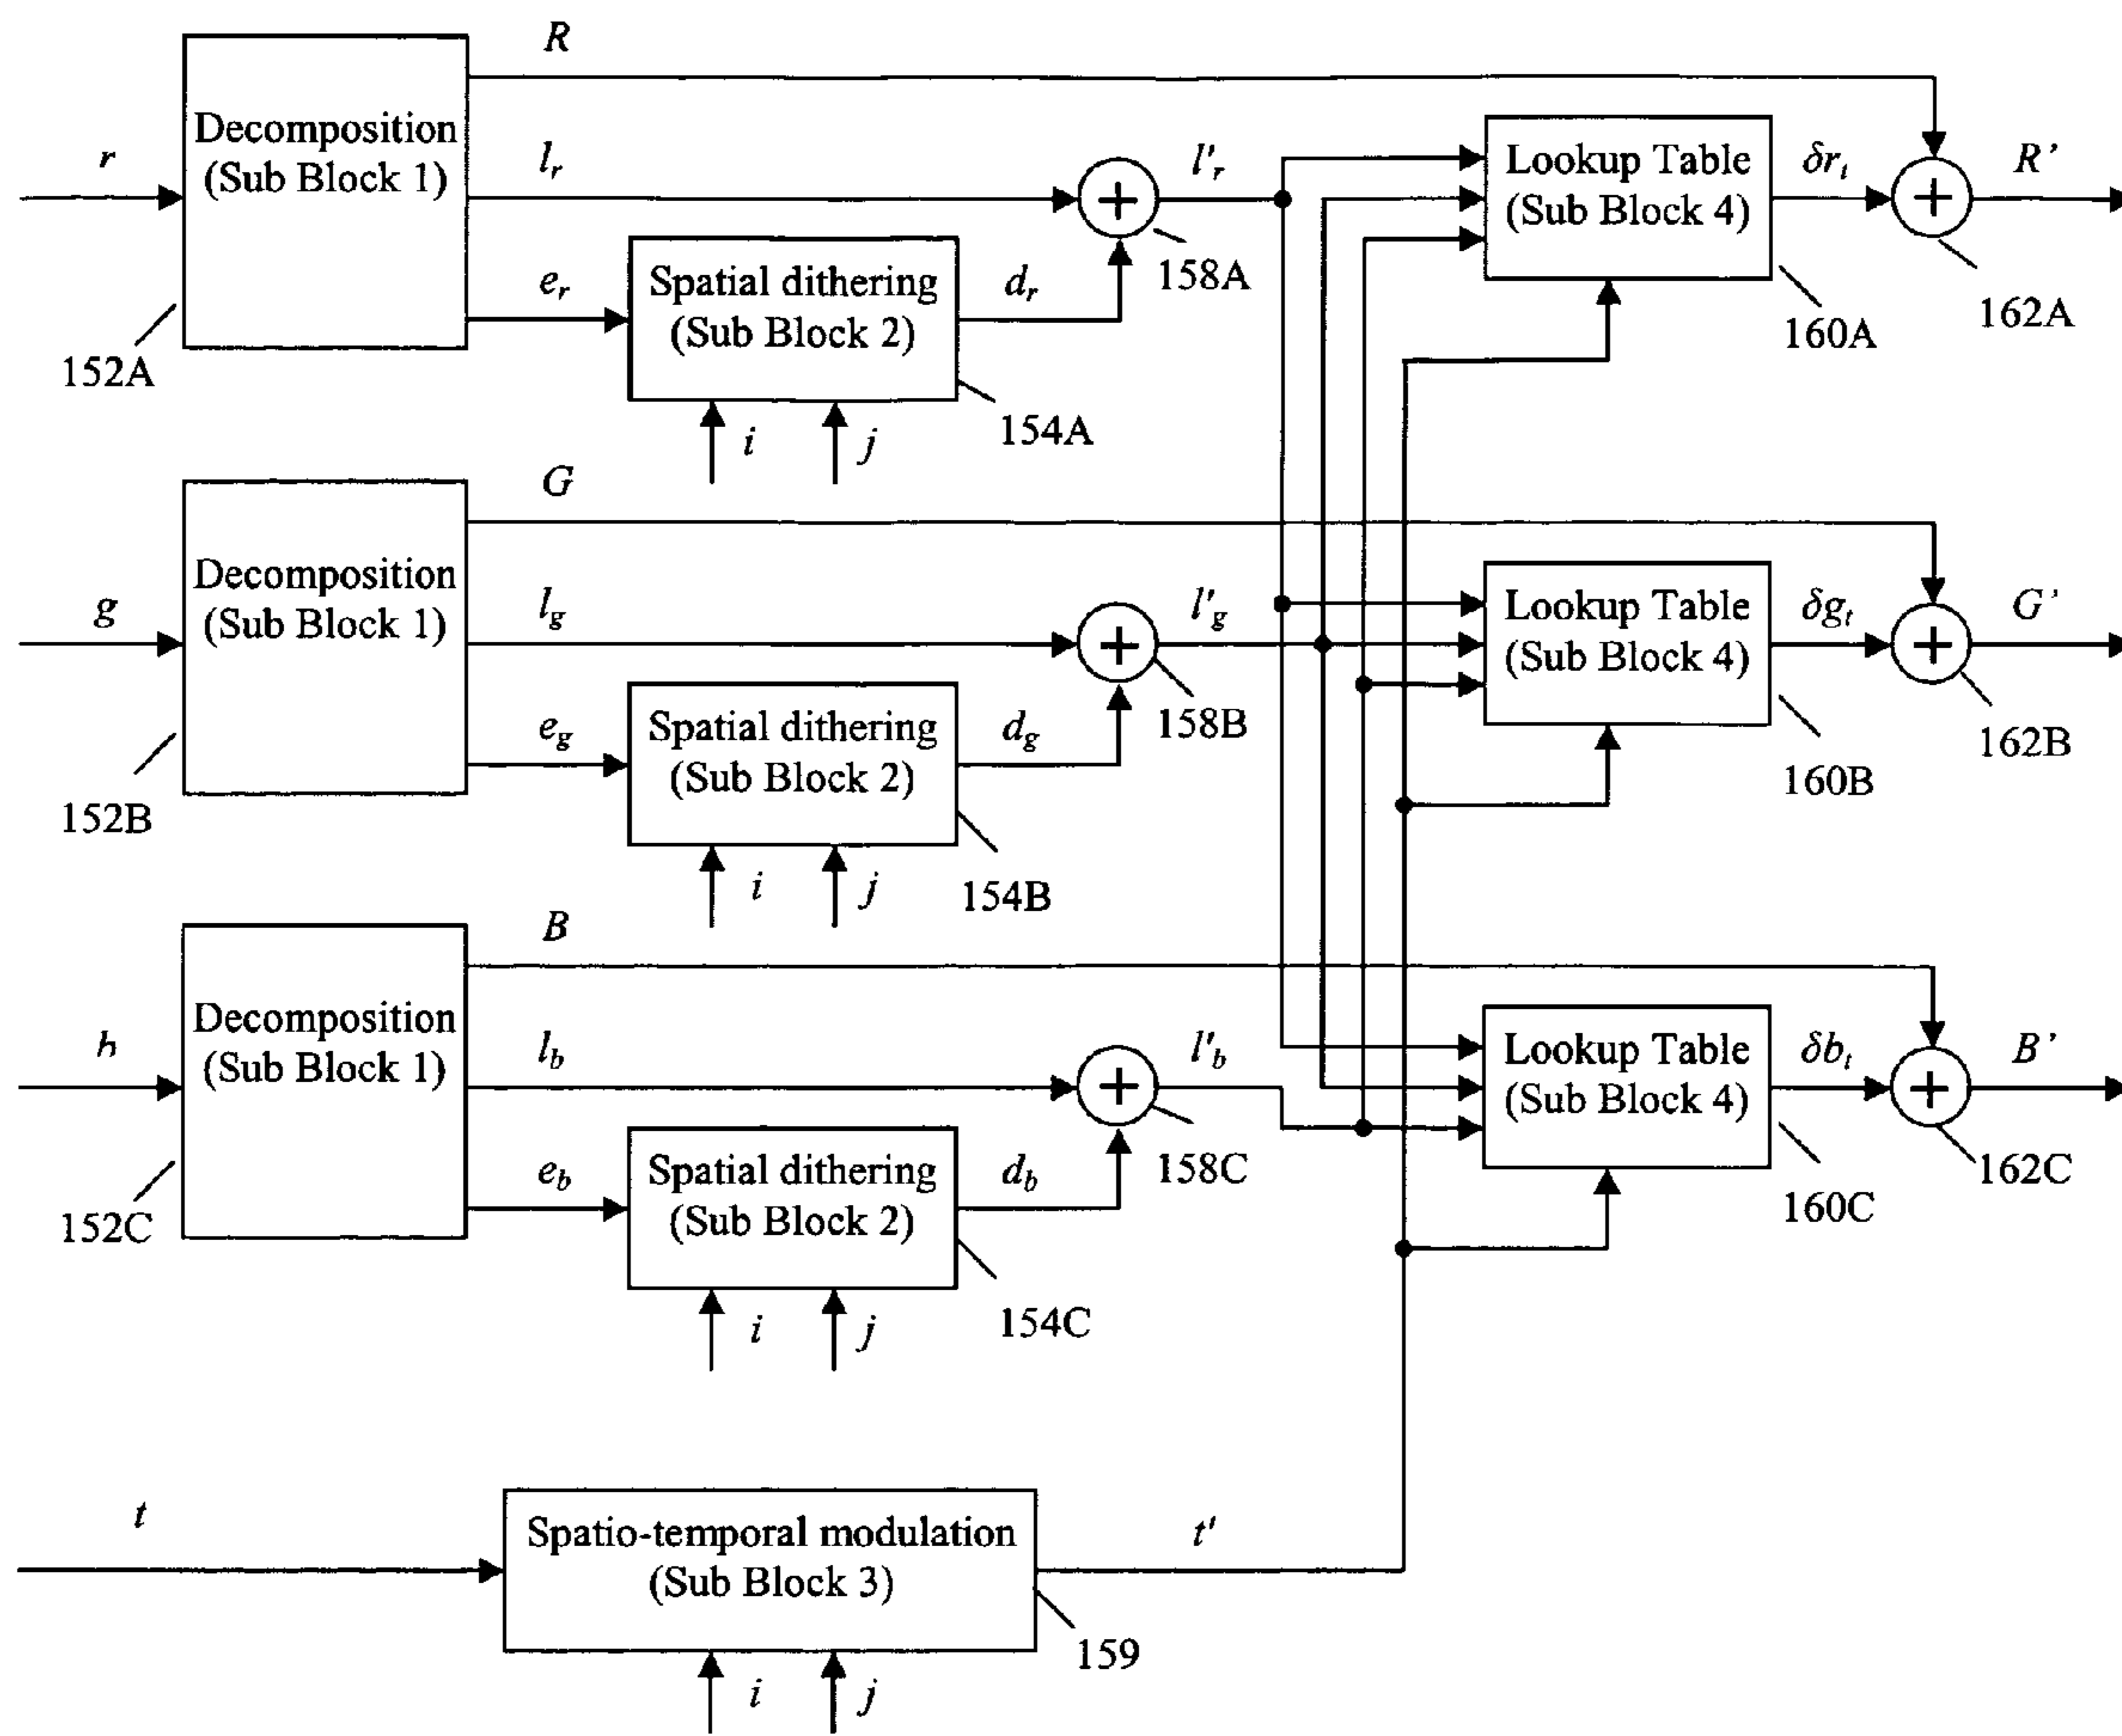 R
Decomposition
(Sub Block 1)
r
l_r
l'_r
Lookup Table
(Sub Block 4)
δr_t
R’
e_r
Spatial dithering
(Sub Block 2)
d_r
158A
162A
160A
152A
154A
i
j
G
Decomposition
(Sub Block 1)
g
l_g
l'_g
Lookup Table
(Sub Block 4)
δg_t
G’
e_g
Spatial dithering
(Sub Block 2)
d_g
158B
162B
160B
152B
154B
i
j
B
Decomposition
(Sub Block 1)
l_b
l'_b
Lookup Table
(Sub Block 4)
δb_t
B’
e_b
Spatial dithering
(Sub Block 2)
d_b
158C
162C
160C
152C
154C
i
j
t
Spatio-temporal modulation
(Sub Block 3)
t'
159
i
j